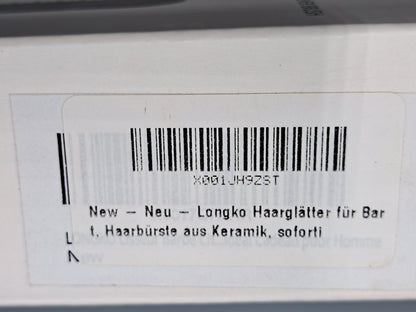 X001JH9ZST
New – Neu – Longko Haarglätter für Bar
t, Haarbürste aus Keramik, soforti